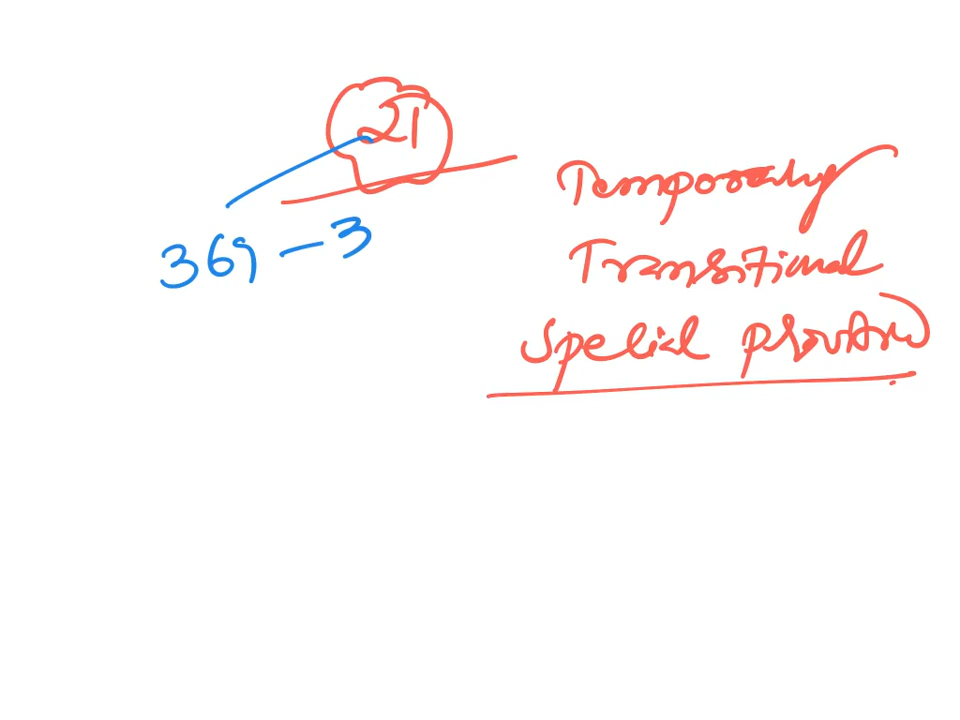 21
Temporary
Transitional
Special provision
369 - 3